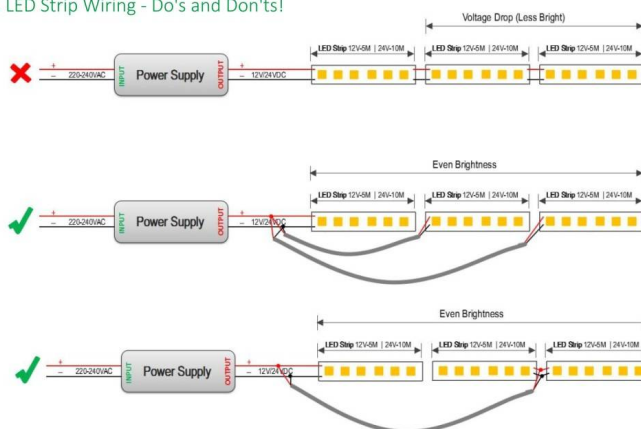 LED Strip Wiring - Do's and Don'ts!
Voltage Drop (Less Bright)
LED Strip 12V-5M | 24V-10M
LED Strip 12V-5M | 24V-10M
LED Strip 12V-5M | 24V-10M
+
220-240VAC
–
INPUT
Power Supply
OUTPUT
+
12V/24VDC
–
Even Brightness
LED Strip 12V-5M | 24V-10M
LED Strip 12V-5M | 24V-10M
LED Strip 12V-5M | 24V-10M
+
220-240VAC
–
INPUT
Power Supply
OUTPUT
+
12V/24VDC
–
Even Brightness
LED Strip 12V-5M | 24V-10M
LED Strip 12V-5M | 24V-10M
LED Strip 12V-5M | 24V-10M
+
220-240VAC
–
INPUT
Power Supply
OUTPUT
+
12V/24VDC
–